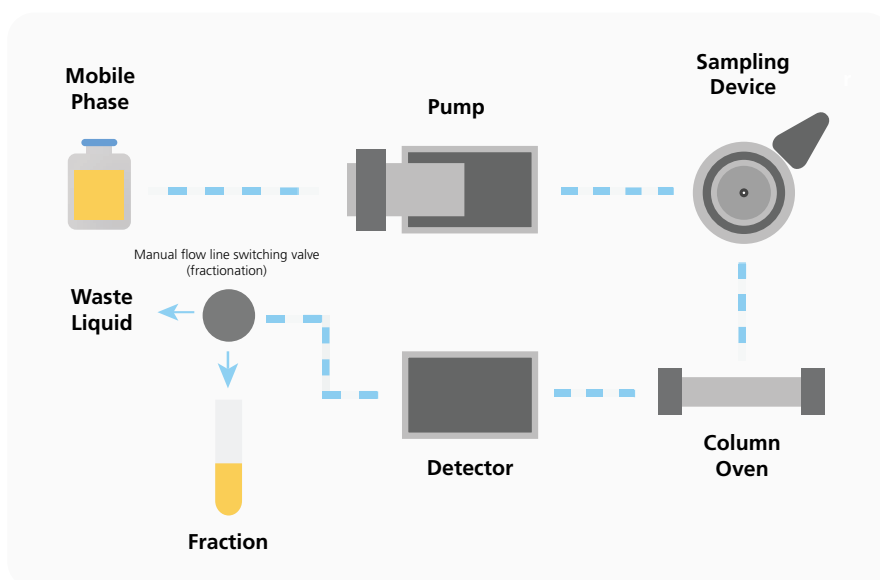 Mobile
Phase
Pump
Sampling
Device
Manual flow line switching valve
(fractionation)
Waste
Liquid
Detector
Column
Oven
Fraction